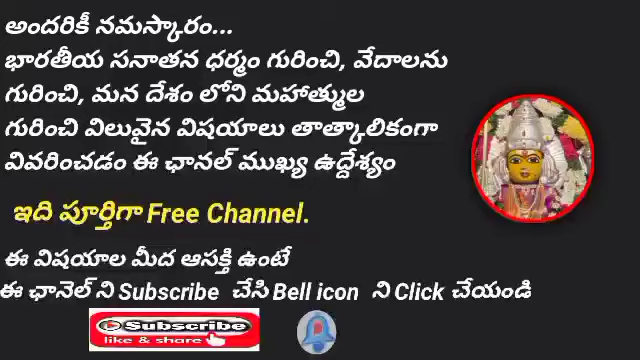 అందరికీ నమస్కారం...
భారతీయ సనాతన ధర్మం గురించి, వేదాలను
గురించి, మన దేశం లోని మహాత్ముల
గురించి విలువైన విషయాలు తాత్కాలికంగా
వివరించడం ఈ ఛానల్ ముఖ్య ఉద్దేశ్యం
ఇది పూర్తిగా Free Channel.
ఈ విషయాల మీద ఆసక్తి ఉంటే
ఈ ఛానెల్ ని Subscribe చేసి Bell icon ని Click చేయండి
Subscribe
like & share